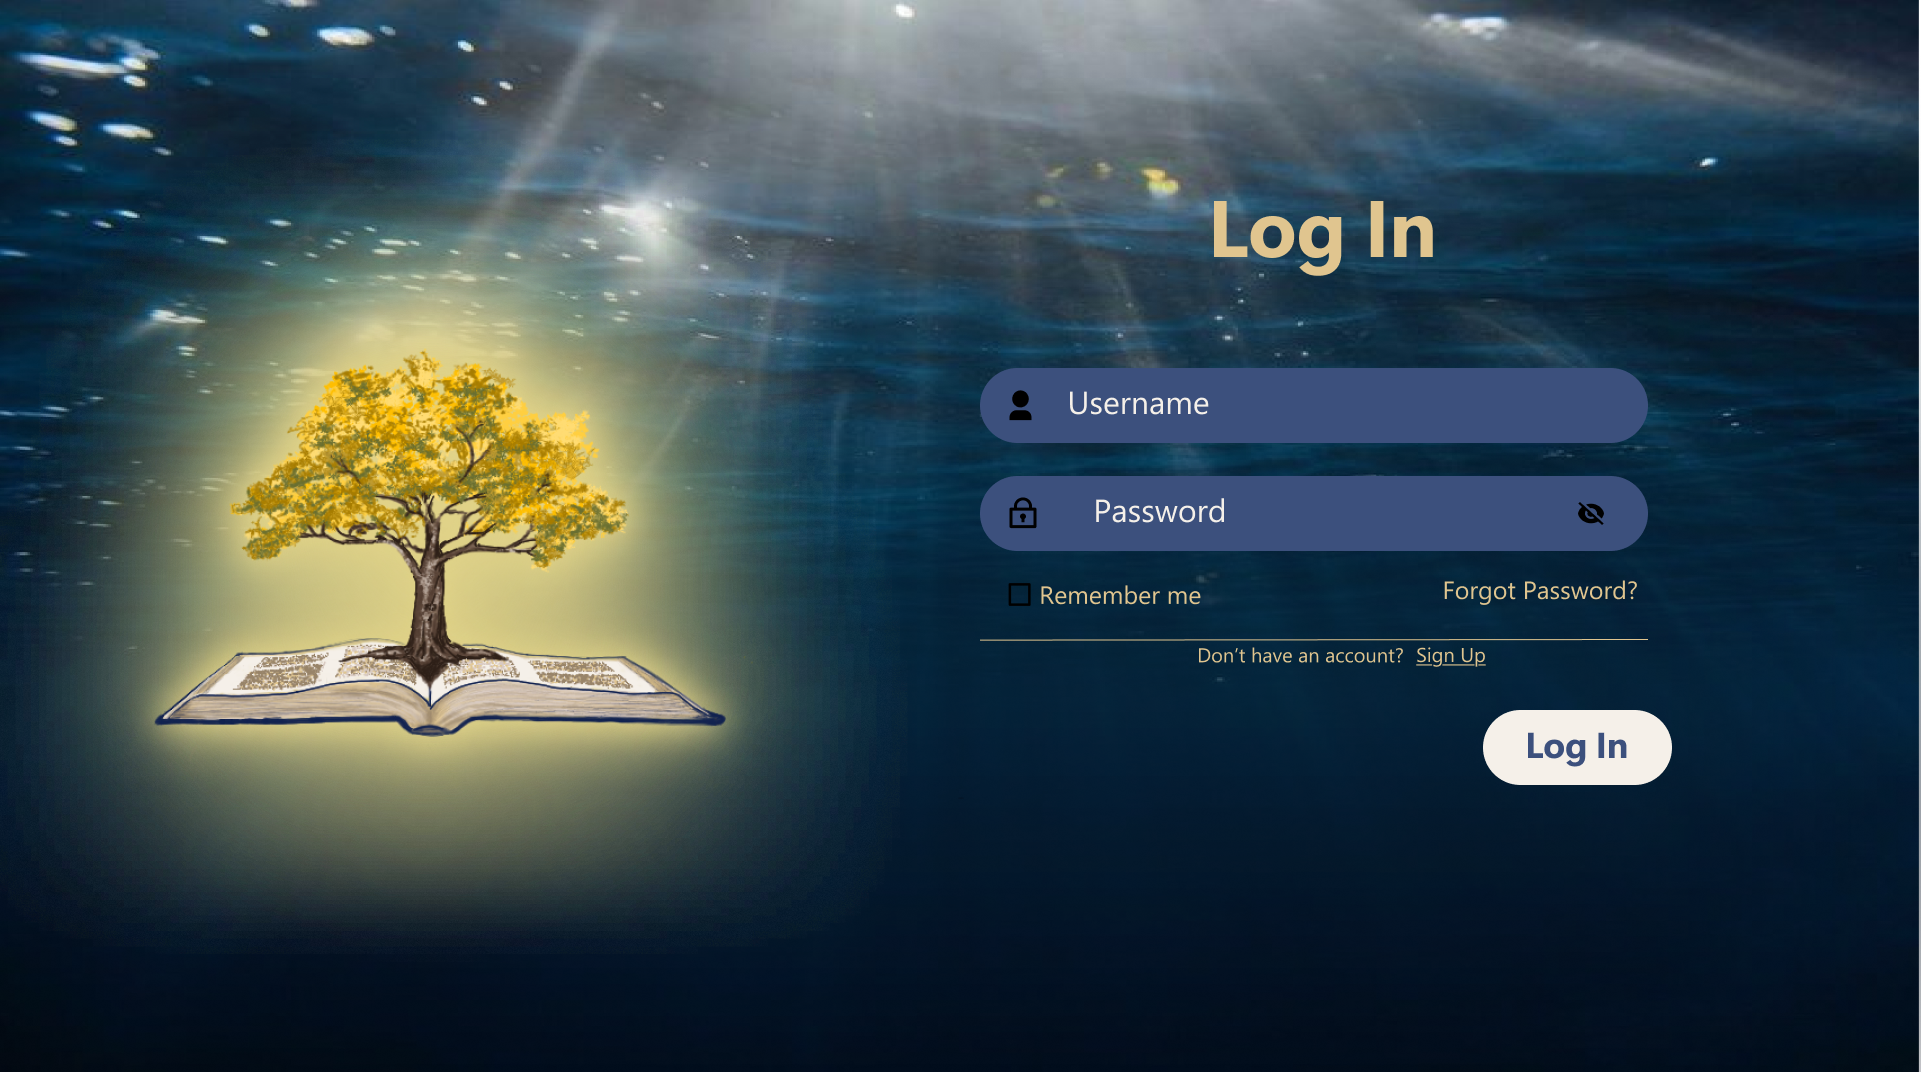 Log In
Username
Password
Remember me
Forgot Password?
Don’t have an account? Sign Up
Log In